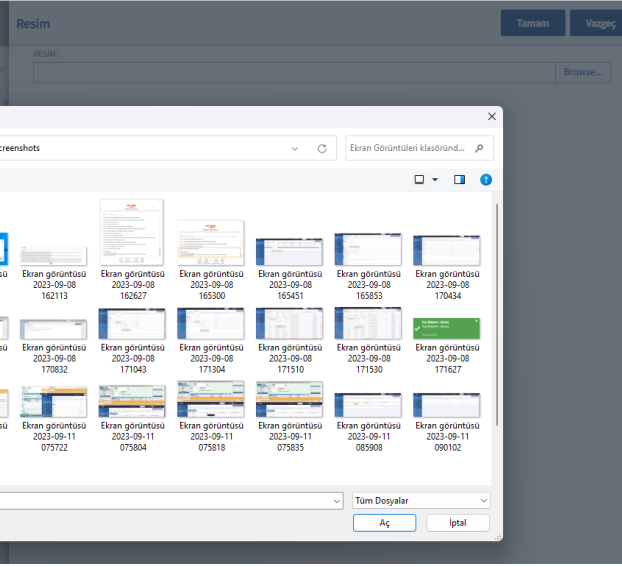 Resim
Tamam
Vazgeç
RESİM:
Browse...
creenshots
Ekran Görüntüleri klasöründ...
sü
Ekran görüntüsü
2023-09-08
162113
Ekran görüntüsü
2023-09-08
162627
Ekran görüntüsü
2023-09-08
165300
Ekran görüntüsü
2023-09-08
165451
Ekran görüntüsü
2023-09-08
165853
Ekran görüntüsü
2023-09-08
170434
sü
Ekran görüntüsü
2023-09-08
170832
Ekran görüntüsü
2023-09-08
171043
Ekran görüntüsü
2023-09-08
171304
Ekran görüntüsü
2023-09-08
171510
Ekran görüntüsü
2023-09-08
171530
Ekran görüntüsü
2023-09-08
171627
sü
Ekran görüntüsü
2023-09-11
075722
Ekran görüntüsü
2023-09-11
075804
Ekran görüntüsü
2023-09-11
075818
Ekran görüntüsü
2023-09-11
075835
Ekran görüntüsü
2023-09-11
085908
Ekran görüntüsü
2023-09-11
090102
Tüm Dosyalar
Aç
İptal